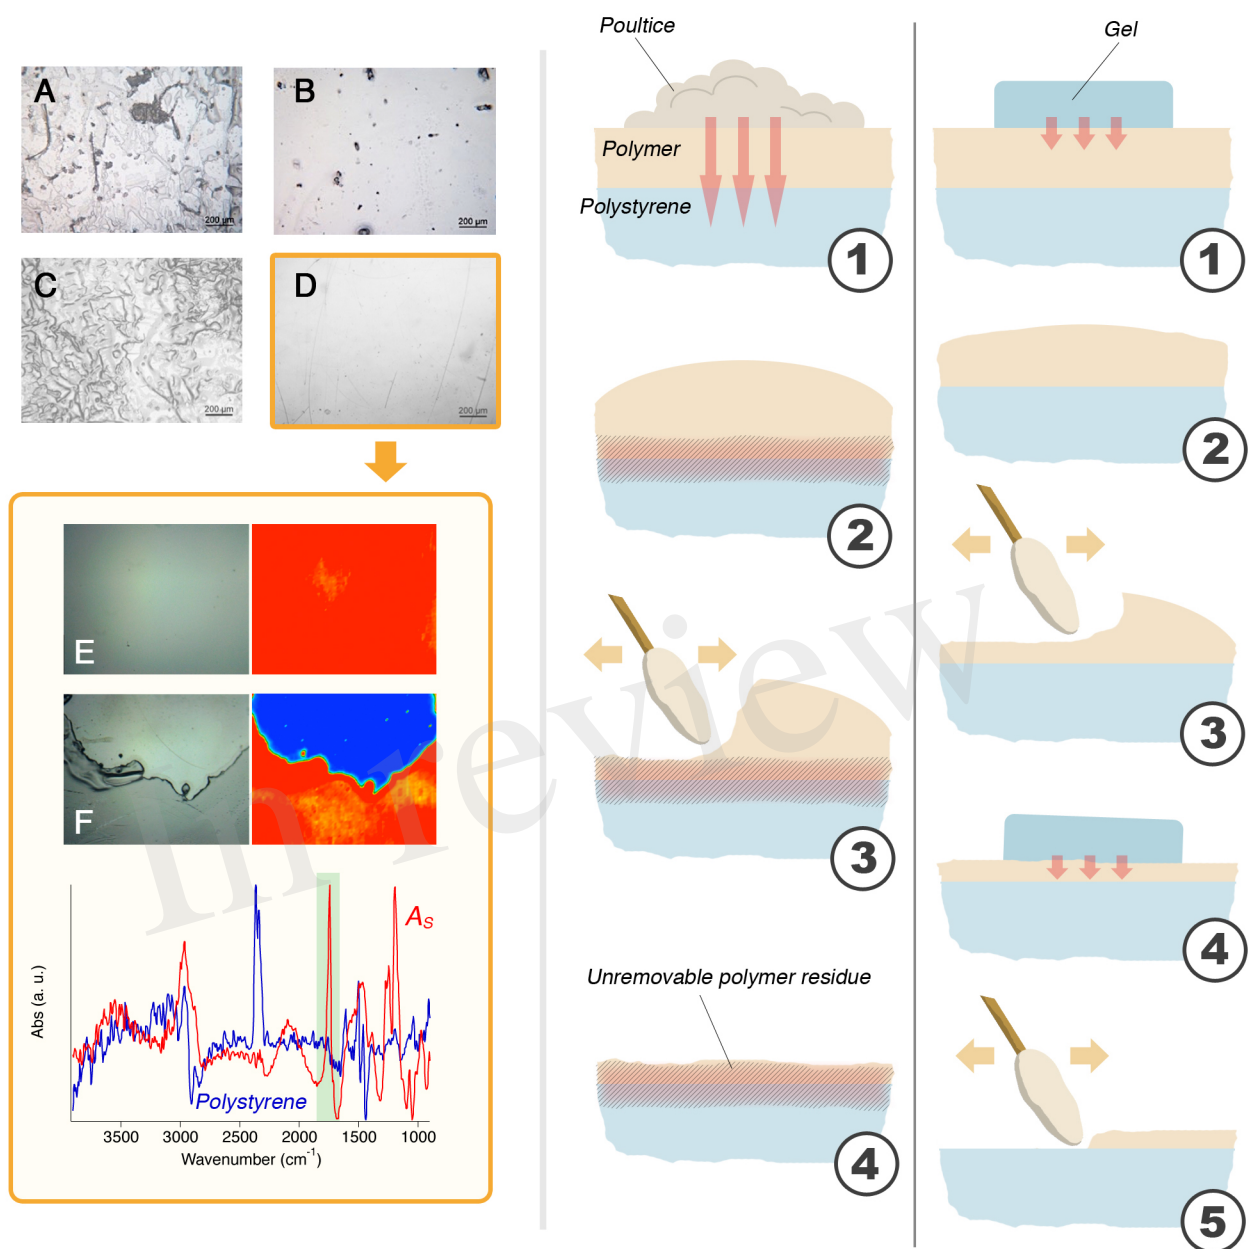 A
200 µm
B
200 µm
C
200 µm
D
200 µm
E
F
Abs (a. u.)
A_S
Polystyrene
3500 3000 2500 2000 1500 1000
Wavenumber (cm⁻¹)
Poultice
Polymer
Polystyrene
1
2
3
Unremovable polymer residue
4
Gel
1
2
3
4
5
In review